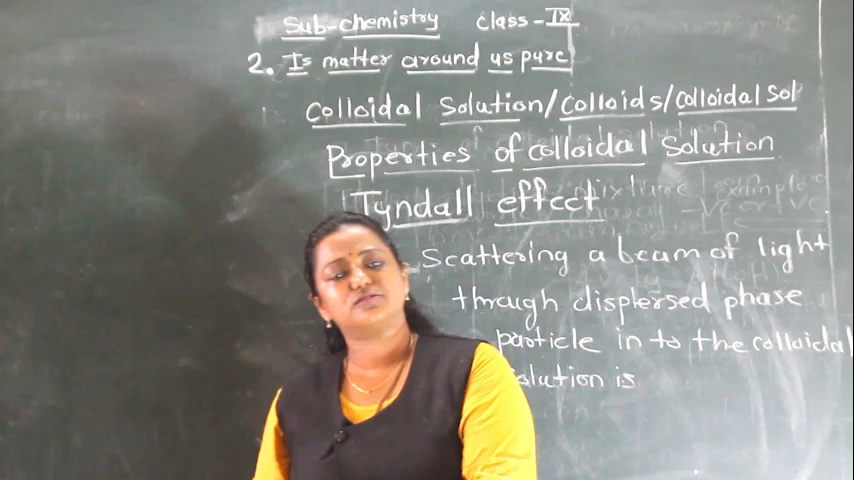 Sub-chemistry class-IX
2. Is matter around us pure
Colloidal Solution/Colloids/Colloidal Sol
Properties of colloidal Solution
Tyndall effect
Scattering a beam of light
through dispersed phase
particle in to the colloidal
solution is